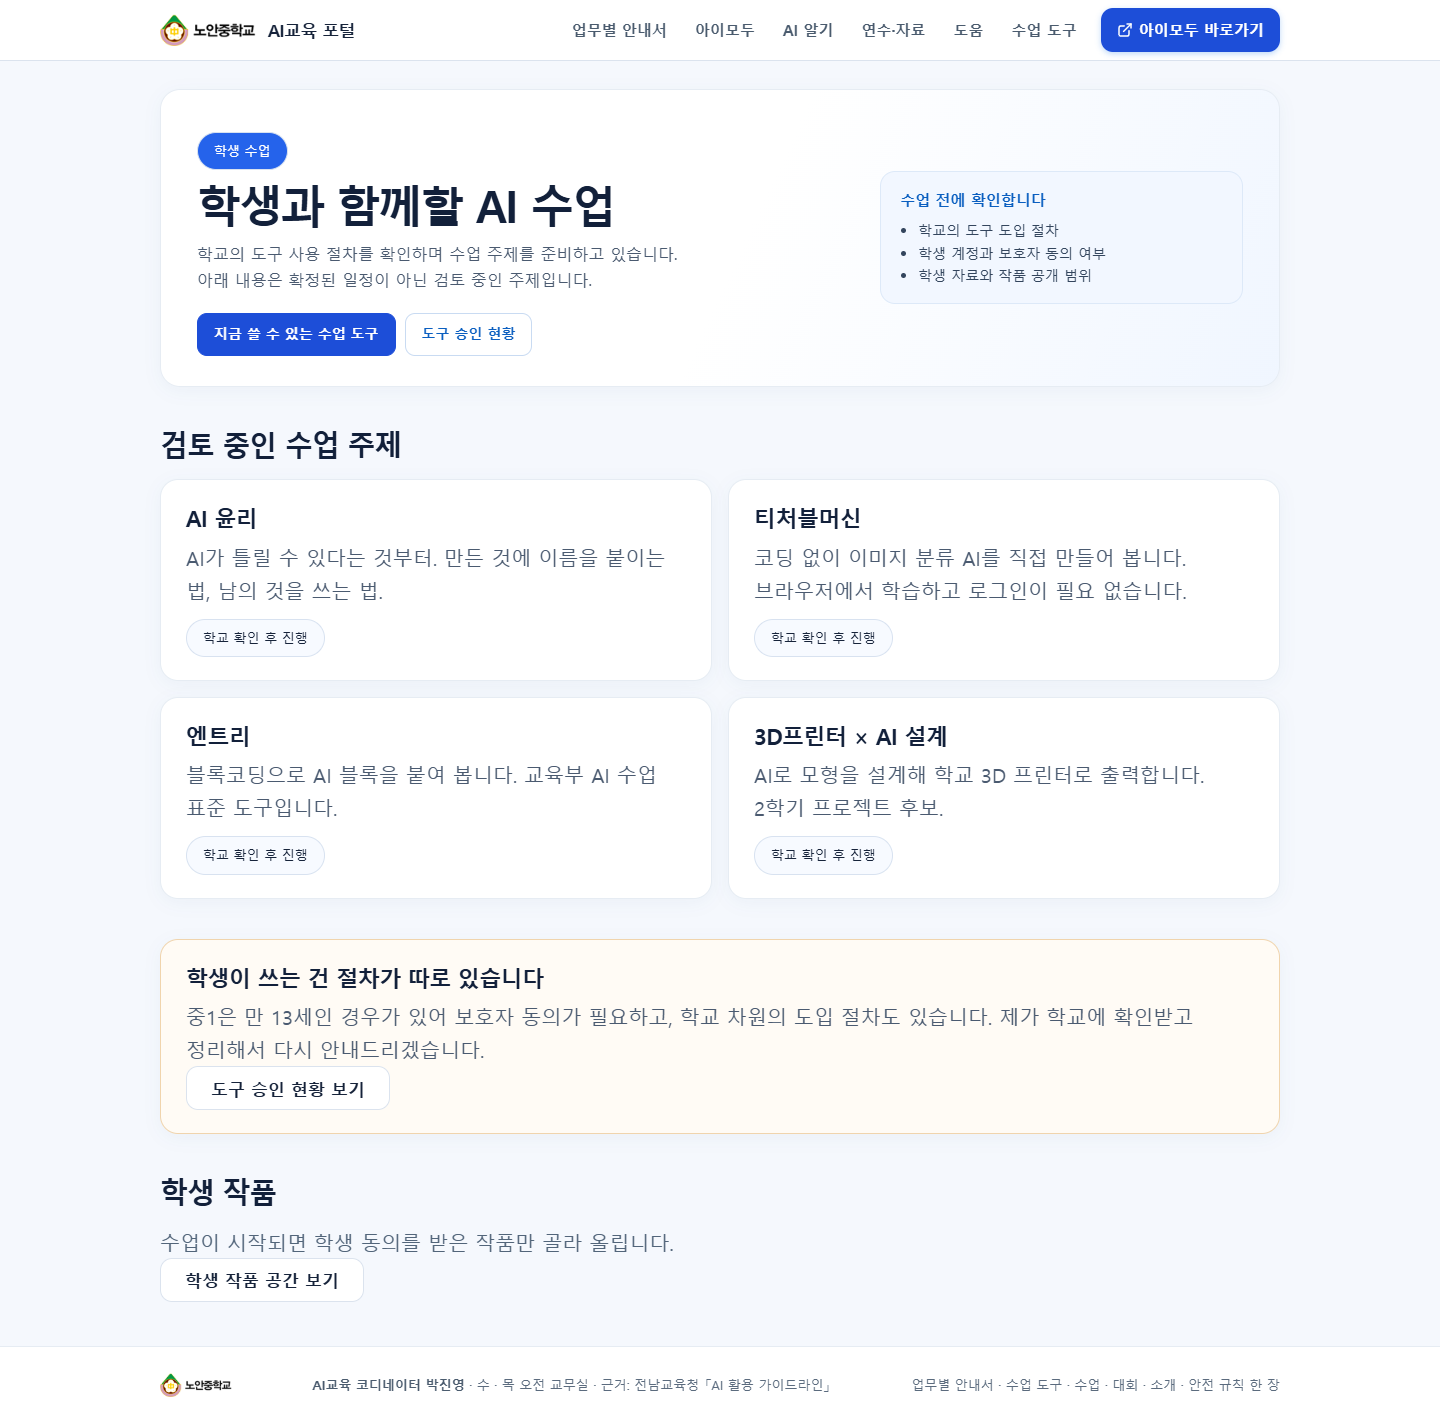 노안중학교 AI교육 포털
업무별 안내서 아이모두 AI 알기 연수·자료 도움 수업 도구 아이모두 바로가기
학생 수업
학생과 함께할 AI 수업
학교의 도구 사용 절차를 확인하며 수업 주제를 준비하고 있습니다.
아래 내용은 확정된 일정이 아닌 검토 중인 주제입니다.
지금 쓸 수 있는 수업 도구 도구 승인 현황
수업 전에 확인합니다
• 학교의 도구 도입 절차
• 학생 계정과 보호자 동의 여부
• 학생 자료와 작품 공개 범위
검토 중인 수업 주제
AI 윤리
AI가 틀릴 수 있다는 것부터. 만든 것에 이름을 붙이는
법, 남의 것을 쓰는 법.
학교 확인 후 진행
티처블머신
코딩 없이 이미지 분류 AI를 직접 만들어 봅니다.
브라우저에서 학습하고 로그인이 필요 없습니다.
학교 확인 후 진행
엔트리
블록코딩으로 AI 블록을 붙여 봅니다. 교육부 AI 수업
표준 도구입니다.
학교 확인 후 진행
3D프린터 × AI 설계
AI로 모형을 설계해 학교 3D 프린터로 출력합니다.
2학기 프로젝트 후보.
학교 확인 후 진행
학생이 쓰는 건 절차가 따로 있습니다
중1은 만 13세인 경우가 있어 보호자 동의가 필요하고, 학교 차원의 도입 절차도 있습니다. 제가 학교에 확인받고
정리해서 다시 안내드리겠습니다.
도구 승인 현황 보기
학생 작품
수업이 시작되면 학생 동의를 받은 작품만 골라 올립니다.
학생 작품 공간 보기
노안중학교
AI교육 코디네이터 박진영 · 수 · 목 오전 교무실 · 근거: 전남교육청 「AI 활용 가이드라인」
업무별 안내서 · 수업 도구 · 수업 · 대회 · 소개 · 안전 규칙 한 장